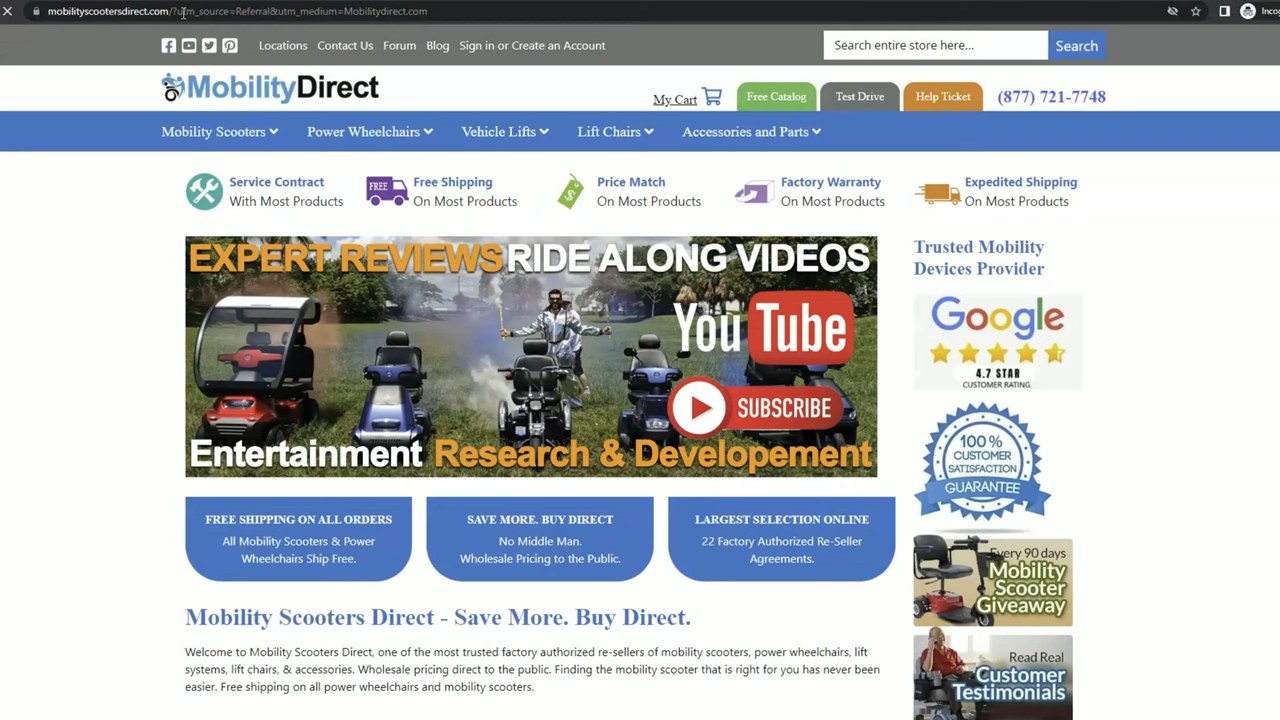 mobilityscootersdirect.com/?utm_source=Referral&utm_medium=Mobilitydirect.com
Locations Contact Us Forum Blog Sign in or Create an Account
Search entire store here... Search
MobilityDirect
My Cart Free Catalog Test Drive Help Ticket (877) 721-7748
Mobility Scooters Power Wheelchairs Vehicle Lifts Lift Chairs Accessories and Parts
Service Contract
With Most Products
FREE
Free Shipping
On Most Products
$
Price Match
On Most Products
Factory Warranty
On Most Products
Expedited Shipping
On Most Products
EXPERT REVIEWS RIDE ALONG VIDEOS
YouTube
SUBSCRIBE
Entertainment Research & Developement
Trusted Mobility
Devices Provider
Google
4.7 STAR
CUSTOMER RATING
100%
CUSTOMER
SATISFACTION
GUARANTEE
FREE SHIPPING ON ALL ORDERS
All Mobility Scooters & Power
Wheelchairs Ship Free.
SAVE MORE. BUY DIRECT
No Middle Man.
Wholesale Pricing to the Public.
LARGEST SELECTION ONLINE
22 Factory Authorized Re-Seller
Agreements.
Every 90 days
Mobility
Scooter
Giveaway
Mobility Scooters Direct - Save More. Buy Direct.
Welcome to Mobility Scooters Direct, one of the most trusted factory authorized re-sellers of mobility scooters, power wheelchairs, lift
systems, lift chairs, & accessories. Wholesale pricing direct to the public. Finding the mobility scooter that is right for you has never been
easier. Free shipping on all power wheelchairs and mobility scooters.
Read Real
Customer
Testimonials